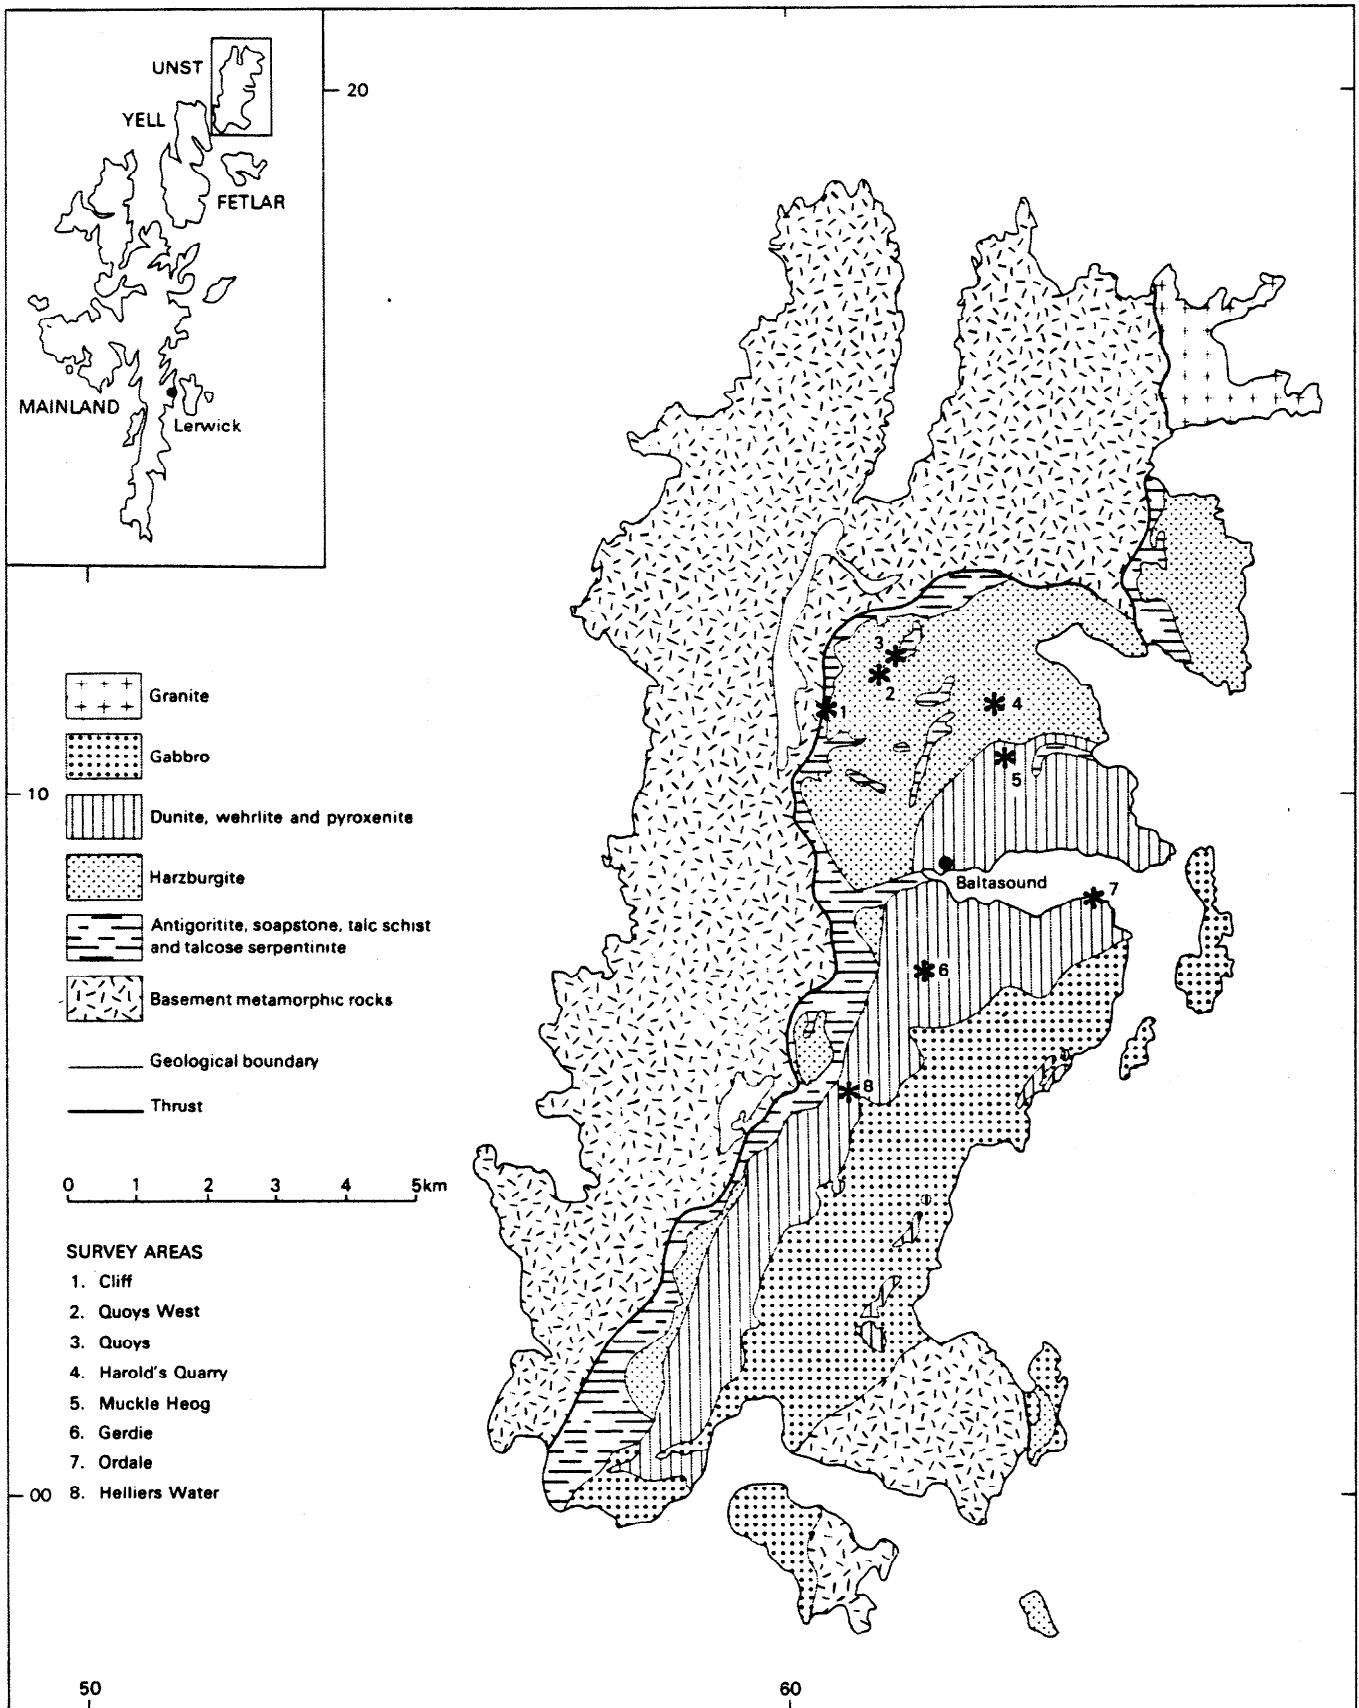 UNST
YELL
FETLAR
MAINLAND
Lerwick
20
10
00
50
60
Granite
Gabbro
Dunite, wehrlite and pyroxenite
Harzburgite
Antigoritite, soapstone, talc schist
and talcose serpentinite
Basement metamorphic rocks
Geological boundary
Thrust
0 1 2 3 4 5km
SURVEY AREAS
1. Cliff
2. Quoys West
3. Quoys
4. Harold's Quarry
5. Muckle Heog
6. Gerdie
7. Ordale
8. Helliers Water
3
2
1
4
5
Baltasound
7
6
8